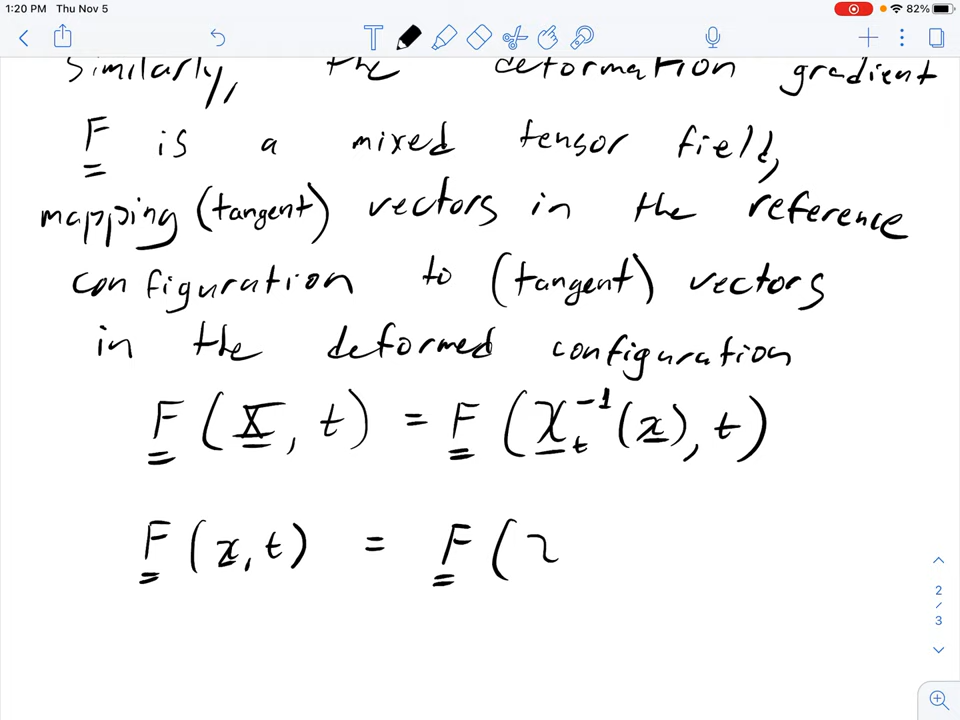 1:20 PM Thu Nov 5
82%
Similarly, the deformation gradient
F is a mixed tensor field,
mapping (tangent) vectors in the reference
configuration to (tangent) vectors
in the deformed configuration
F(X, t) = F(χ_t^{-1}(x), t)
F(x, t) = F(
2
/
3